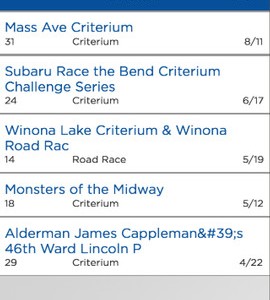 Mass Ave Criterium
31 Criterium 8/11
Subaru Race the Bend Criterium
Challenge Series
24 Criterium 6/17
Winona Lake Criterium & Winona
Road Rac
14 Road Race 5/19
Monsters of the Midway
18 Criterium 5/12
Alderman James Cappleman&#39;s
46th Ward Lincoln P
29 Criterium 4/22